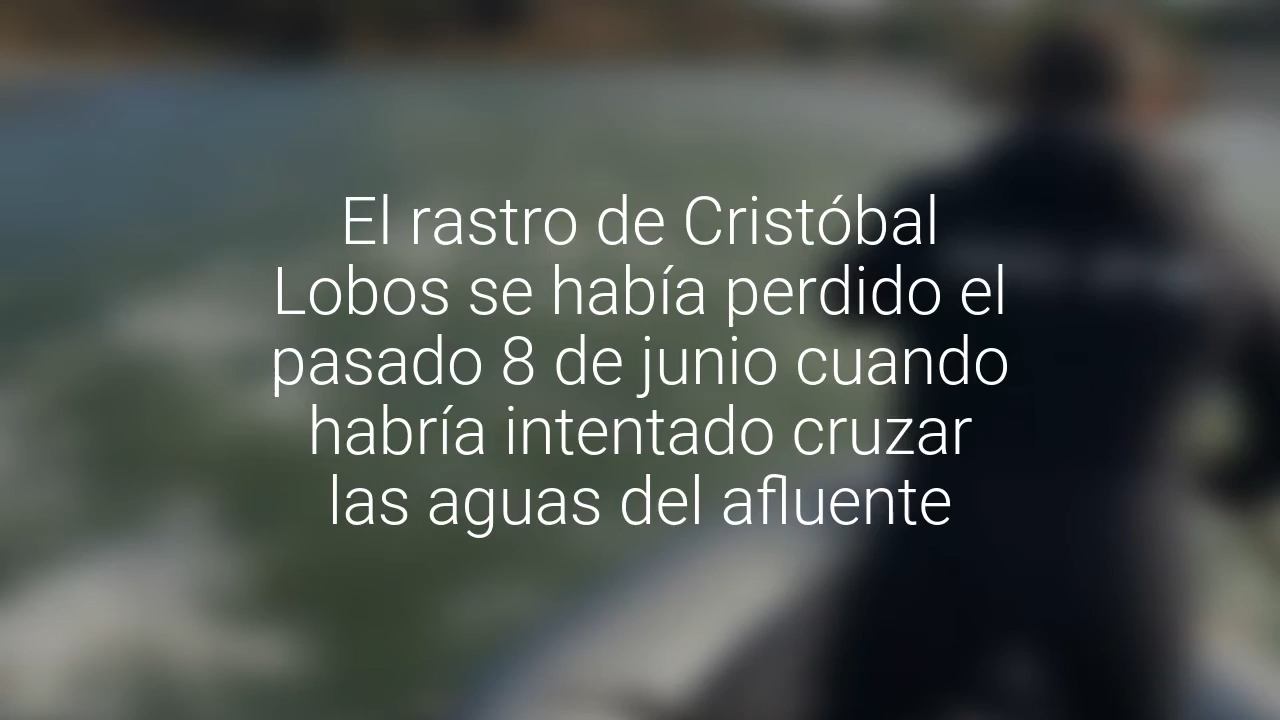 El rastro de Cristóbal
Lobos se había perdido el
pasado 8 de junio cuando
habría intentado cruzar
las aguas del afluente